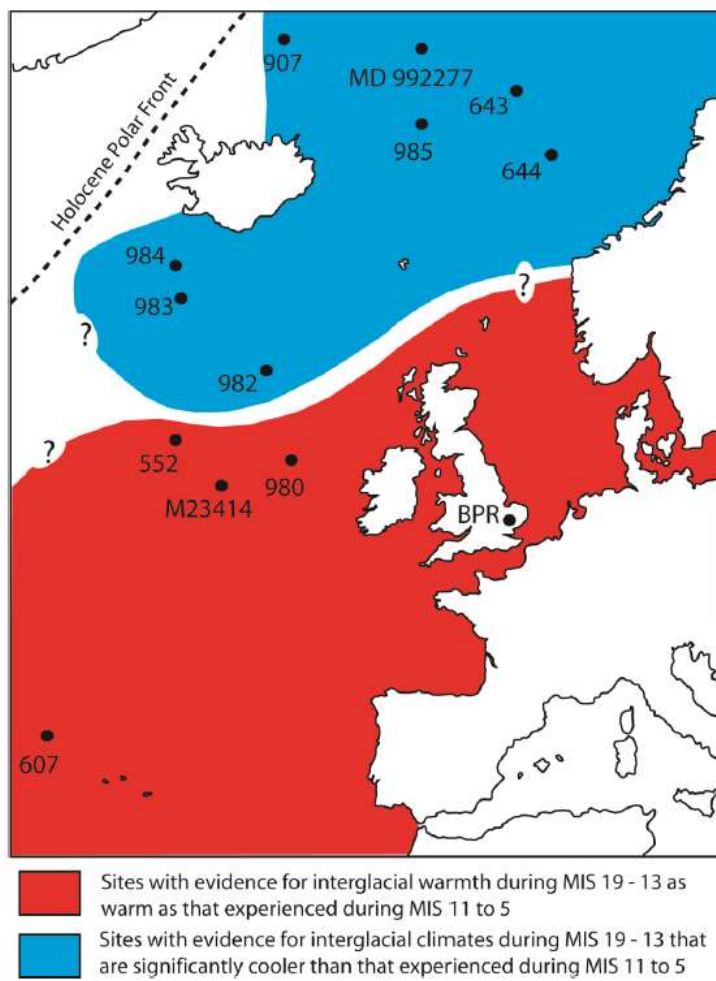 907
MD 992277
643
985
644
Holocene Polar Front
984
983
?
?
982
?
552
980
M23414
BPR
607
Sites with evidence for interglacial warmth during MIS 19 - 13 as
warm as that experienced during MIS 11 to 5
Sites with evidence for interglacial climates during MIS 19 - 13 that
are significantly cooler than that experienced during MIS 11 to 5